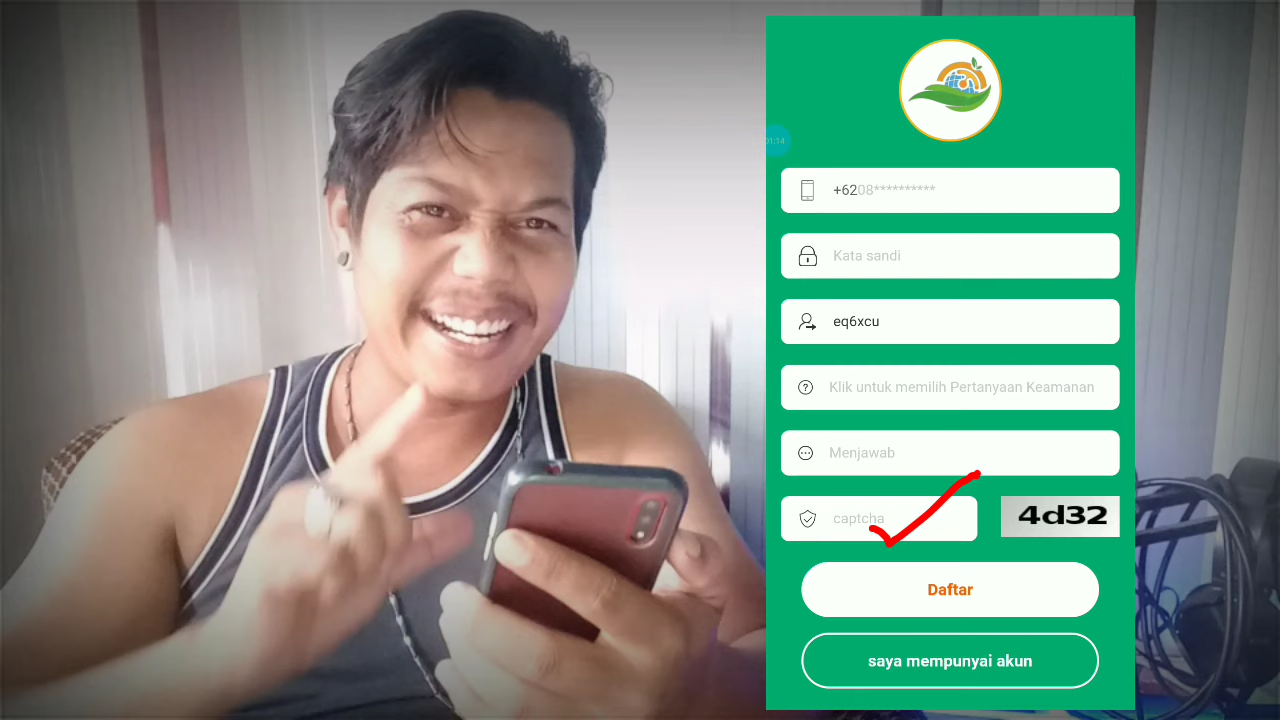 01:14
+6208**********
Kata sandi
eq6xcu
Klik untuk memilih Pertanyaan Keamanan
Menjawab
captcha
4d32
Daftar
saya mempunyai akun